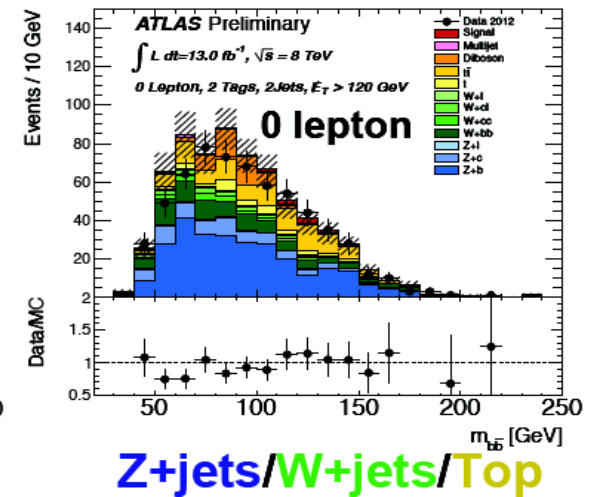 ATLAS Preliminary
∫ L dt=13.0 fb⁻¹, √s = 8 TeV
0 Lepton, 2 Tags, 2Jets, E̸T > 120 GeV
0 lepton
Data 2012
Signal
Multijet
Diboson
tt̄
t
W+l
W+cl
W+cc
W+bb
Z+l
Z+c
Z+b
Events / 10 GeV
140
120
100
80
60
40
20
Data/MC
2
1.5
1
0.5
50 100 150 200 250
m_bb̄ [GeV]
Z+jets/W+jets/Top